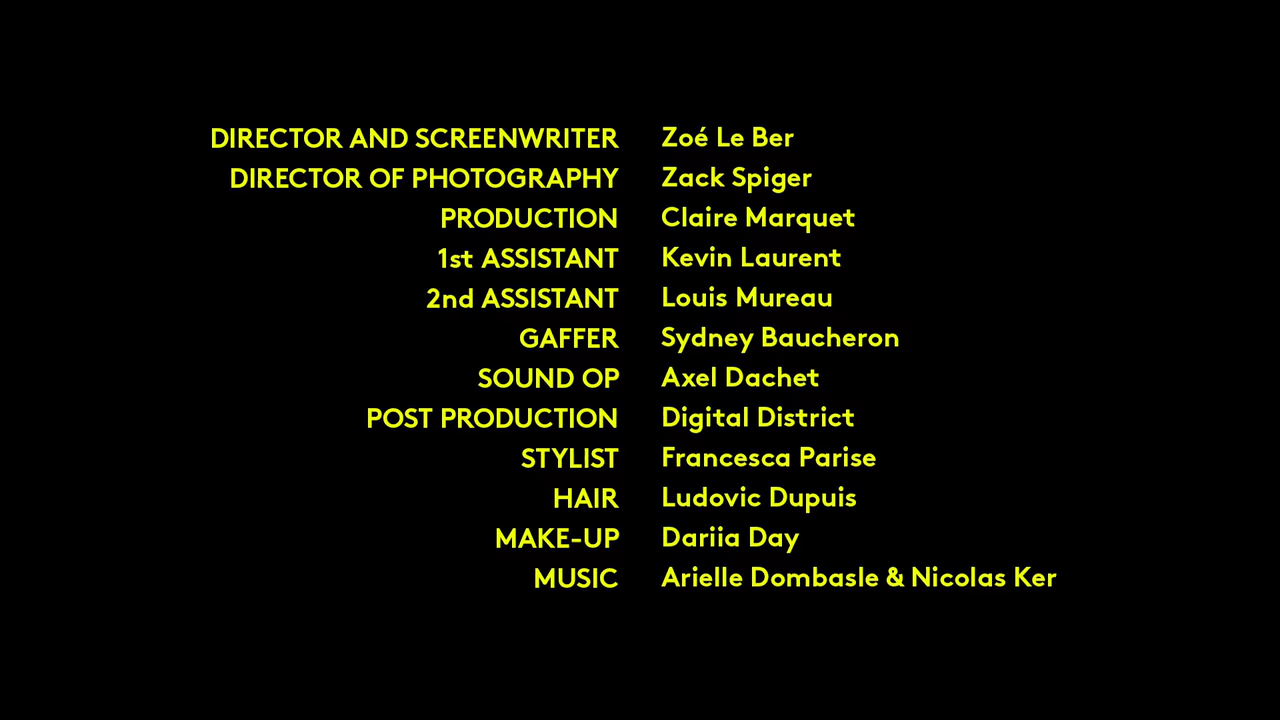 DIRECTOR AND SCREENWRITER Zoé Le Ber
DIRECTOR OF PHOTOGRAPHY Zack Spiger
PRODUCTION Claire Marquet
1st ASSISTANT Kevin Laurent
2nd ASSISTANT Louis Mureau
GAFFER Sydney Baucheron
SOUND OP Axel Dachet
POST PRODUCTION Digital District
STYLIST Francesca Parise
HAIR Ludovic Dupuis
MAKE-UP Dariia Day
MUSIC Arielle Dombasle & Nicolas Ker